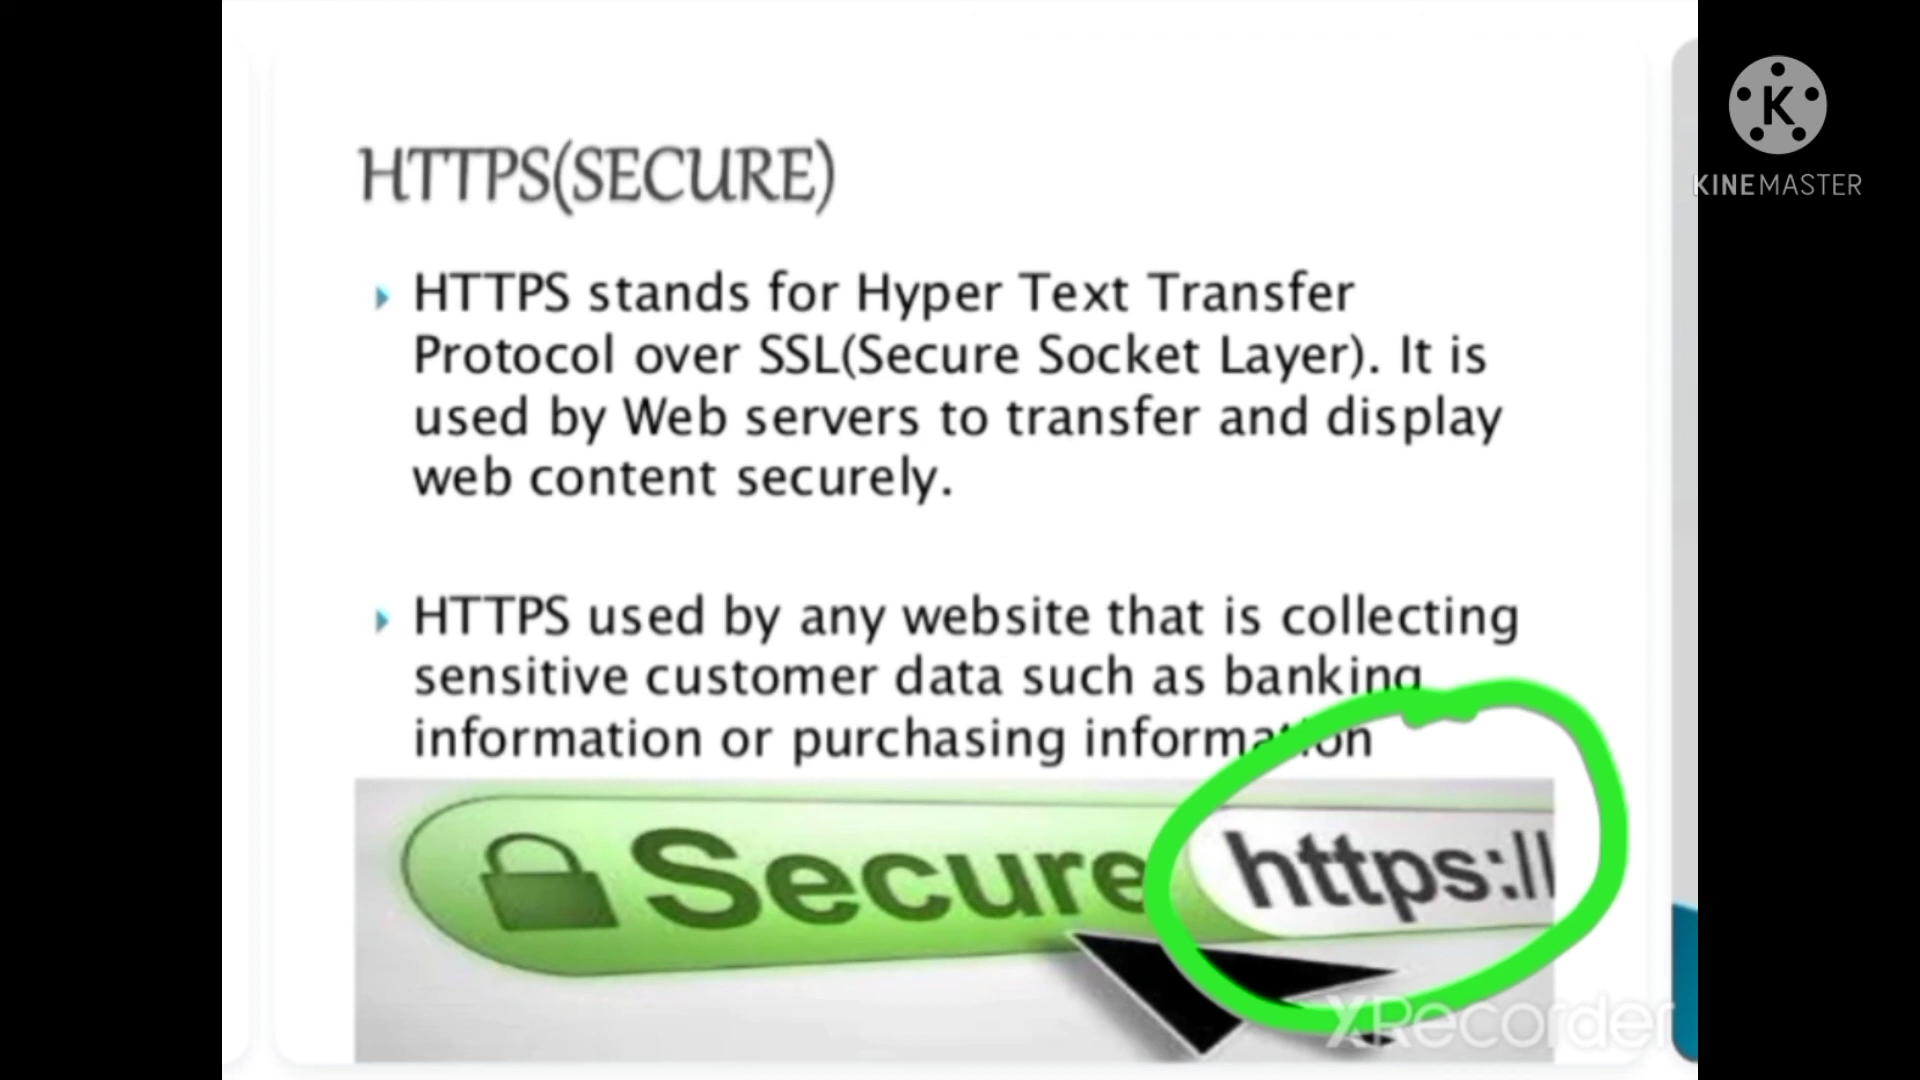 K
KINEMASTER
HTTPS(SECURE)
HTTPS stands for Hyper Text Transfer
Protocol over SSL(Secure Socket Layer). It is
used by Web servers to transfer and display
web content securely.
HTTPS used by any website that is collecting
sensitive customer data such as banking
information or purchasing information
Secure https://
XRecorder